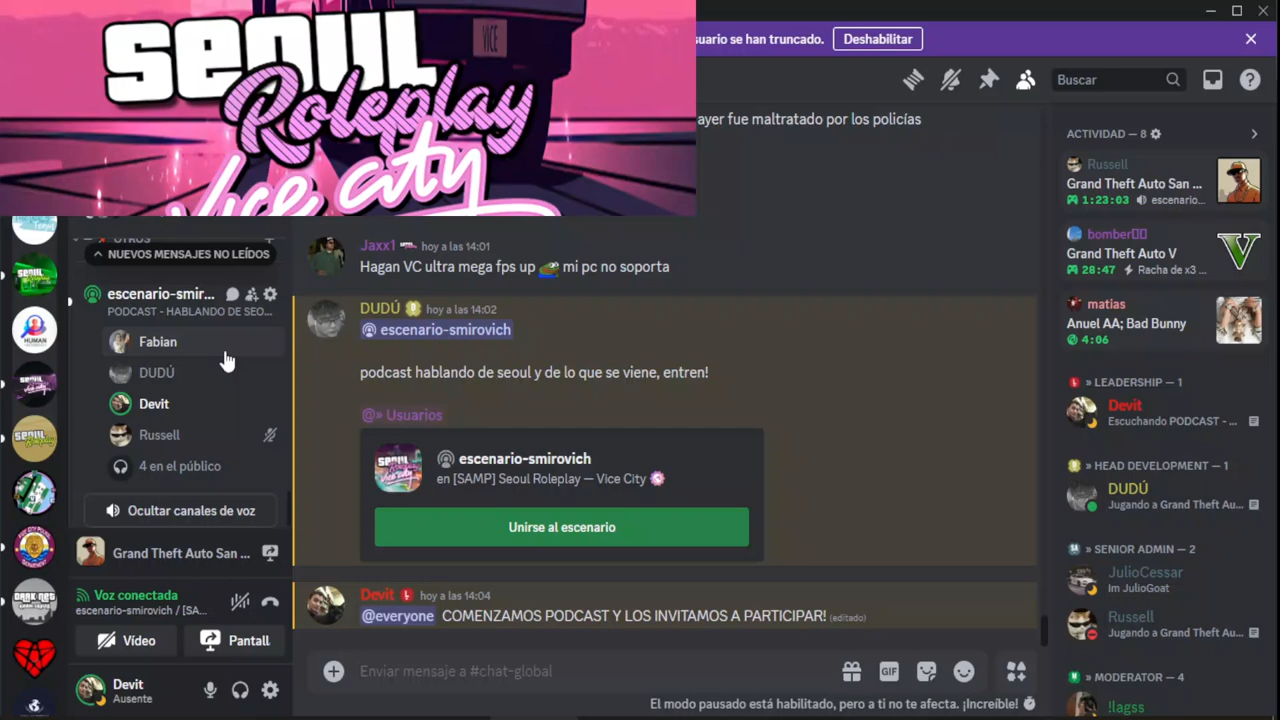 SEOUL
Roleplay
Vice city
VICE
suario se han truncado.
Deshabilitar
Buscar
ayer fue maltratado por los policías
OTROS
NUEVOS MENSAJES NO LEÍDOS
escenario-smir...
PODCAST - HABLANDO DE SEO...
Fabian
DUDÚ
Devit
Russell
4 en el público
Ocultar canales de voz
Grand Theft Auto San ...
Voz conectada
escenario-smirovich / [SA...
Vídeo
Pantall
Devit
Ausente
Jaxx1 hoy a las 14:01
Hagan VC ultra mega fps up mi pc no soporta
DUDÚ hoy a las 14:02
escenario-smirovich
podcast hablando de seoul y de lo que se viene, entren!
@» Usuarios
escenario-smirovich
en [SAMP] Seoul Roleplay — Vice City
Unirse al escenario
Devit hoy a las 14:04
@everyone COMENZAMOS PODCAST Y LOS INVITAMOS A PARTICIPAR! (editado)
Enviar mensaje a #chat-global
GIF
El modo pausado está habilitado, pero a ti no te afecta. ¡Increíble!
ACTIVIDAD — 8
Russell
Grand Theft Auto San ...
1:23:03 escenario...
bomber
Grand Theft Auto V
28:47 Racha de x3 ...
matias
Anuel AA; Bad Bunny
4:06
» LEADERSHIP — 1
Devit
Escuchando PODCAST - ...
» HEAD DEVELOPMENT — 1
DUDÚ
Jugando a Grand Theft Au...
» SENIOR ADMIN — 2
JulioCessar
Im JulioGoat
Russell
Jugando a Grand Theft Au...
» MODERATOR — 4
!lagss